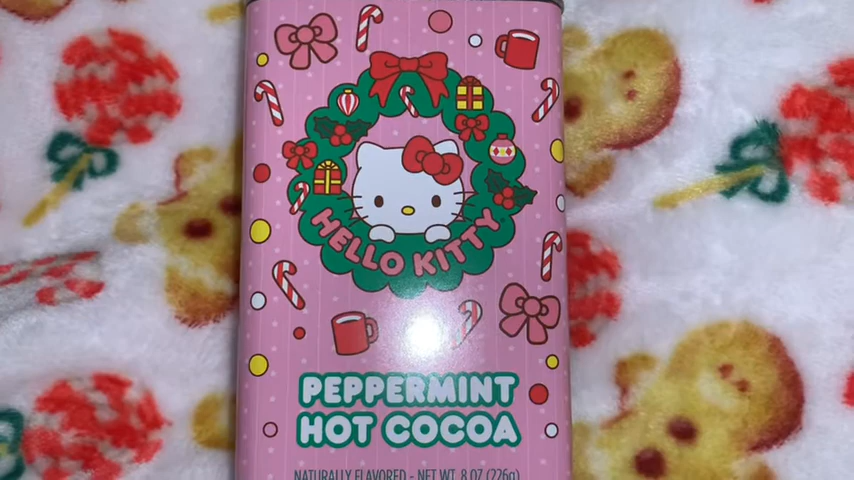 HELLO KITTY
PEPPERMINT
HOT COCOA
NATURALLY FLAVORED - NET WT. 8 OZ (226g)